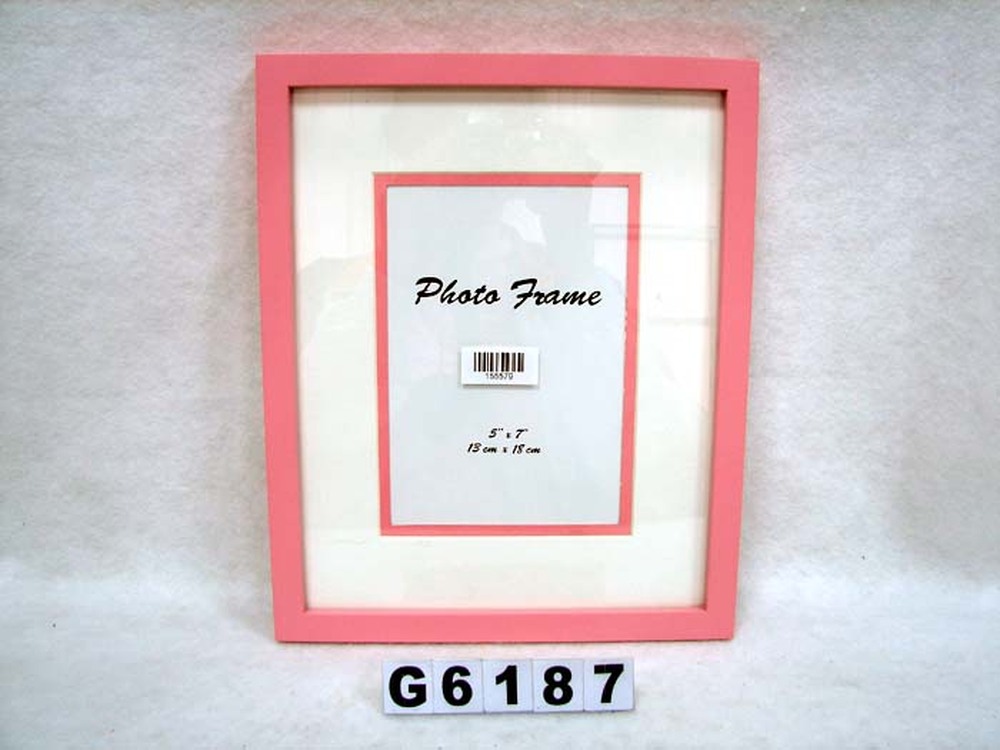 Photo Frame
155579
5" x 7"
13 cm x 18 cm
G6187